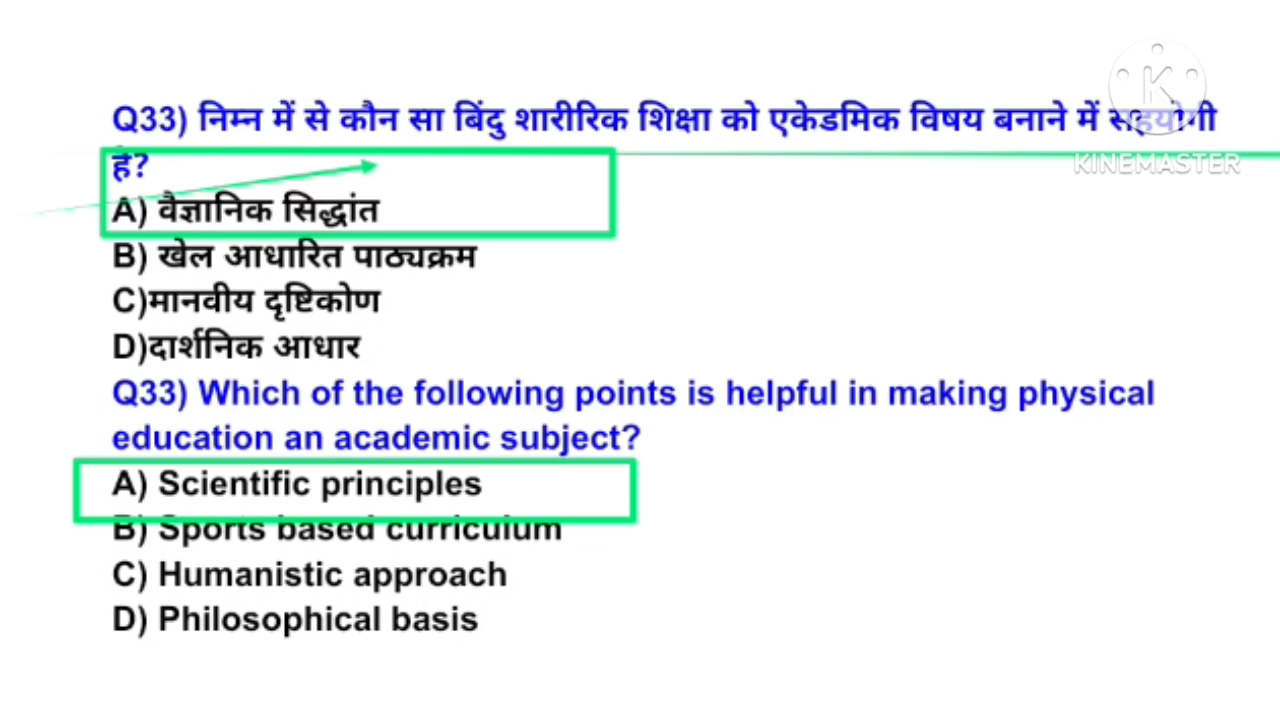 Q33) निम्न में से कौन सा बिंदु शारीरिक शिक्षा को एकेडमिक विषय बनाने में सहयोगी
है?
A) वैज्ञानिक सिद्धांत
B) खेल आधारित पाठ्यक्रम
C)मानवीय दृष्टिकोण
D)दार्शनिक आधार
Q33) Which of the following points is helpful in making physical
education an academic subject?
A) Scientific principles
B) Sports based curriculum
C) Humanistic approach
D) Philosophical basis
K
KINEMASTER